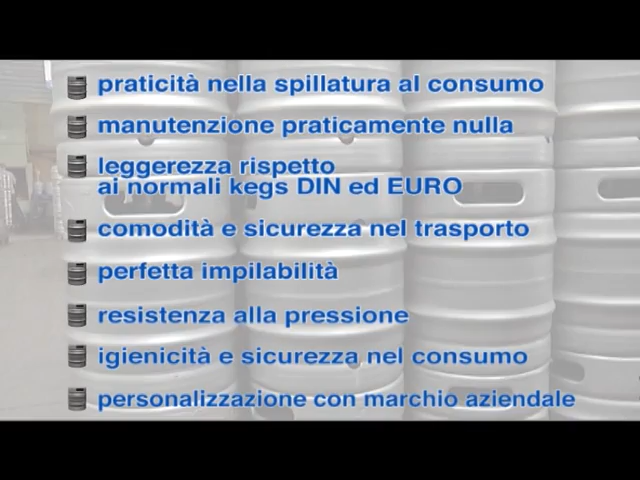 praticità nella spillatura al consumo
manutenzione praticamente nulla
leggerezza rispetto
ai normali kegs DIN ed EURO
comodità e sicurezza nel trasporto
perfetta impilabilità
resistenza alla pressione
igienicità e sicurezza nel consumo
personalizzazione con marchio aziendale